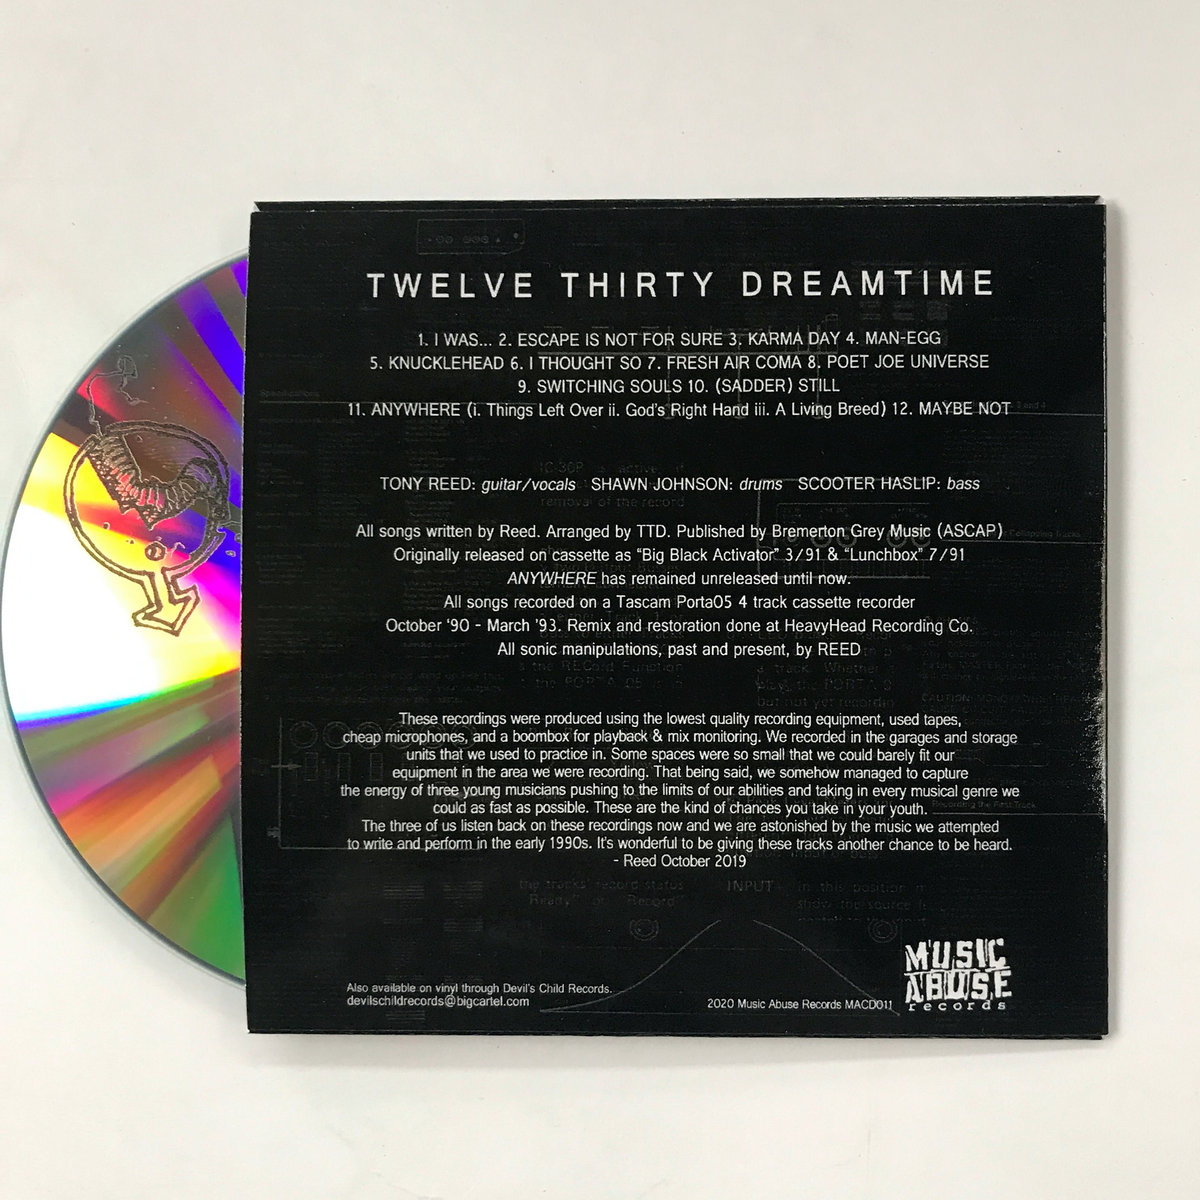 TWELVE THIRTY DREAMTIME
1. I WAS... 2. ESCAPE IS NOT FOR SURE 3. KARMA DAY 4. MAN-EGG
5. KNUCKLEHEAD 6. I THOUGHT SO 7. FRESH AIR COMA 8. POET JOE UNIVERSE
9. SWITCHING SOULS 10. (SADDER) STILL
11. ANYWHERE (i. Things Left Over ii. God's Right Hand iii. A Living Breed) 12. MAYBE NOT
TONY REED: guitar/vocals SHAWN JOHNSON: drums SCOOTER HASLIP: bass
All songs written by Reed. Arranged by TTD. Published by Bremerton Grey Music (ASCAP)
Originally released on cassette as “Big Black Activator” 3/91 & “Lunchbox” 7/91
ANYWHERE has remained unreleased until now.
All songs recorded on a Tascam Porta05 4 track cassette recorder
October '90 - March '93. Remix and restoration done at HeavyHead Recording Co.
All sonic manipulations, past and present, by REED
These recordings were produced using the lowest quality recording equipment, used tapes,
cheap microphones, and a boombox for playback & mix monitoring. We recorded in the garages and storage
units that we used to practice in. Some spaces were so small that we could barely fit our
equipment in the area we were recording. That being said, we somehow managed to capture
the energy of three young musicians pushing to the limits of our abilities and taking in every musical genre we
could as fast as possible. These are the kind of chances you take in your youth.
The three of us listen back on these recordings now and we are astonished by the music we attempted
to write and perform in the early 1990s. It's wonderful to be giving these tracks another chance to be heard.
- Reed October 2019
the tracks' record status
Ready" or "Record"
INPUT
in this position
Also available on vinyl through Devil's Child Records.
devilschildrecords@bigcartel.com
2020 Music Abuse Records MACD011
MUSIC
ABUSE
records